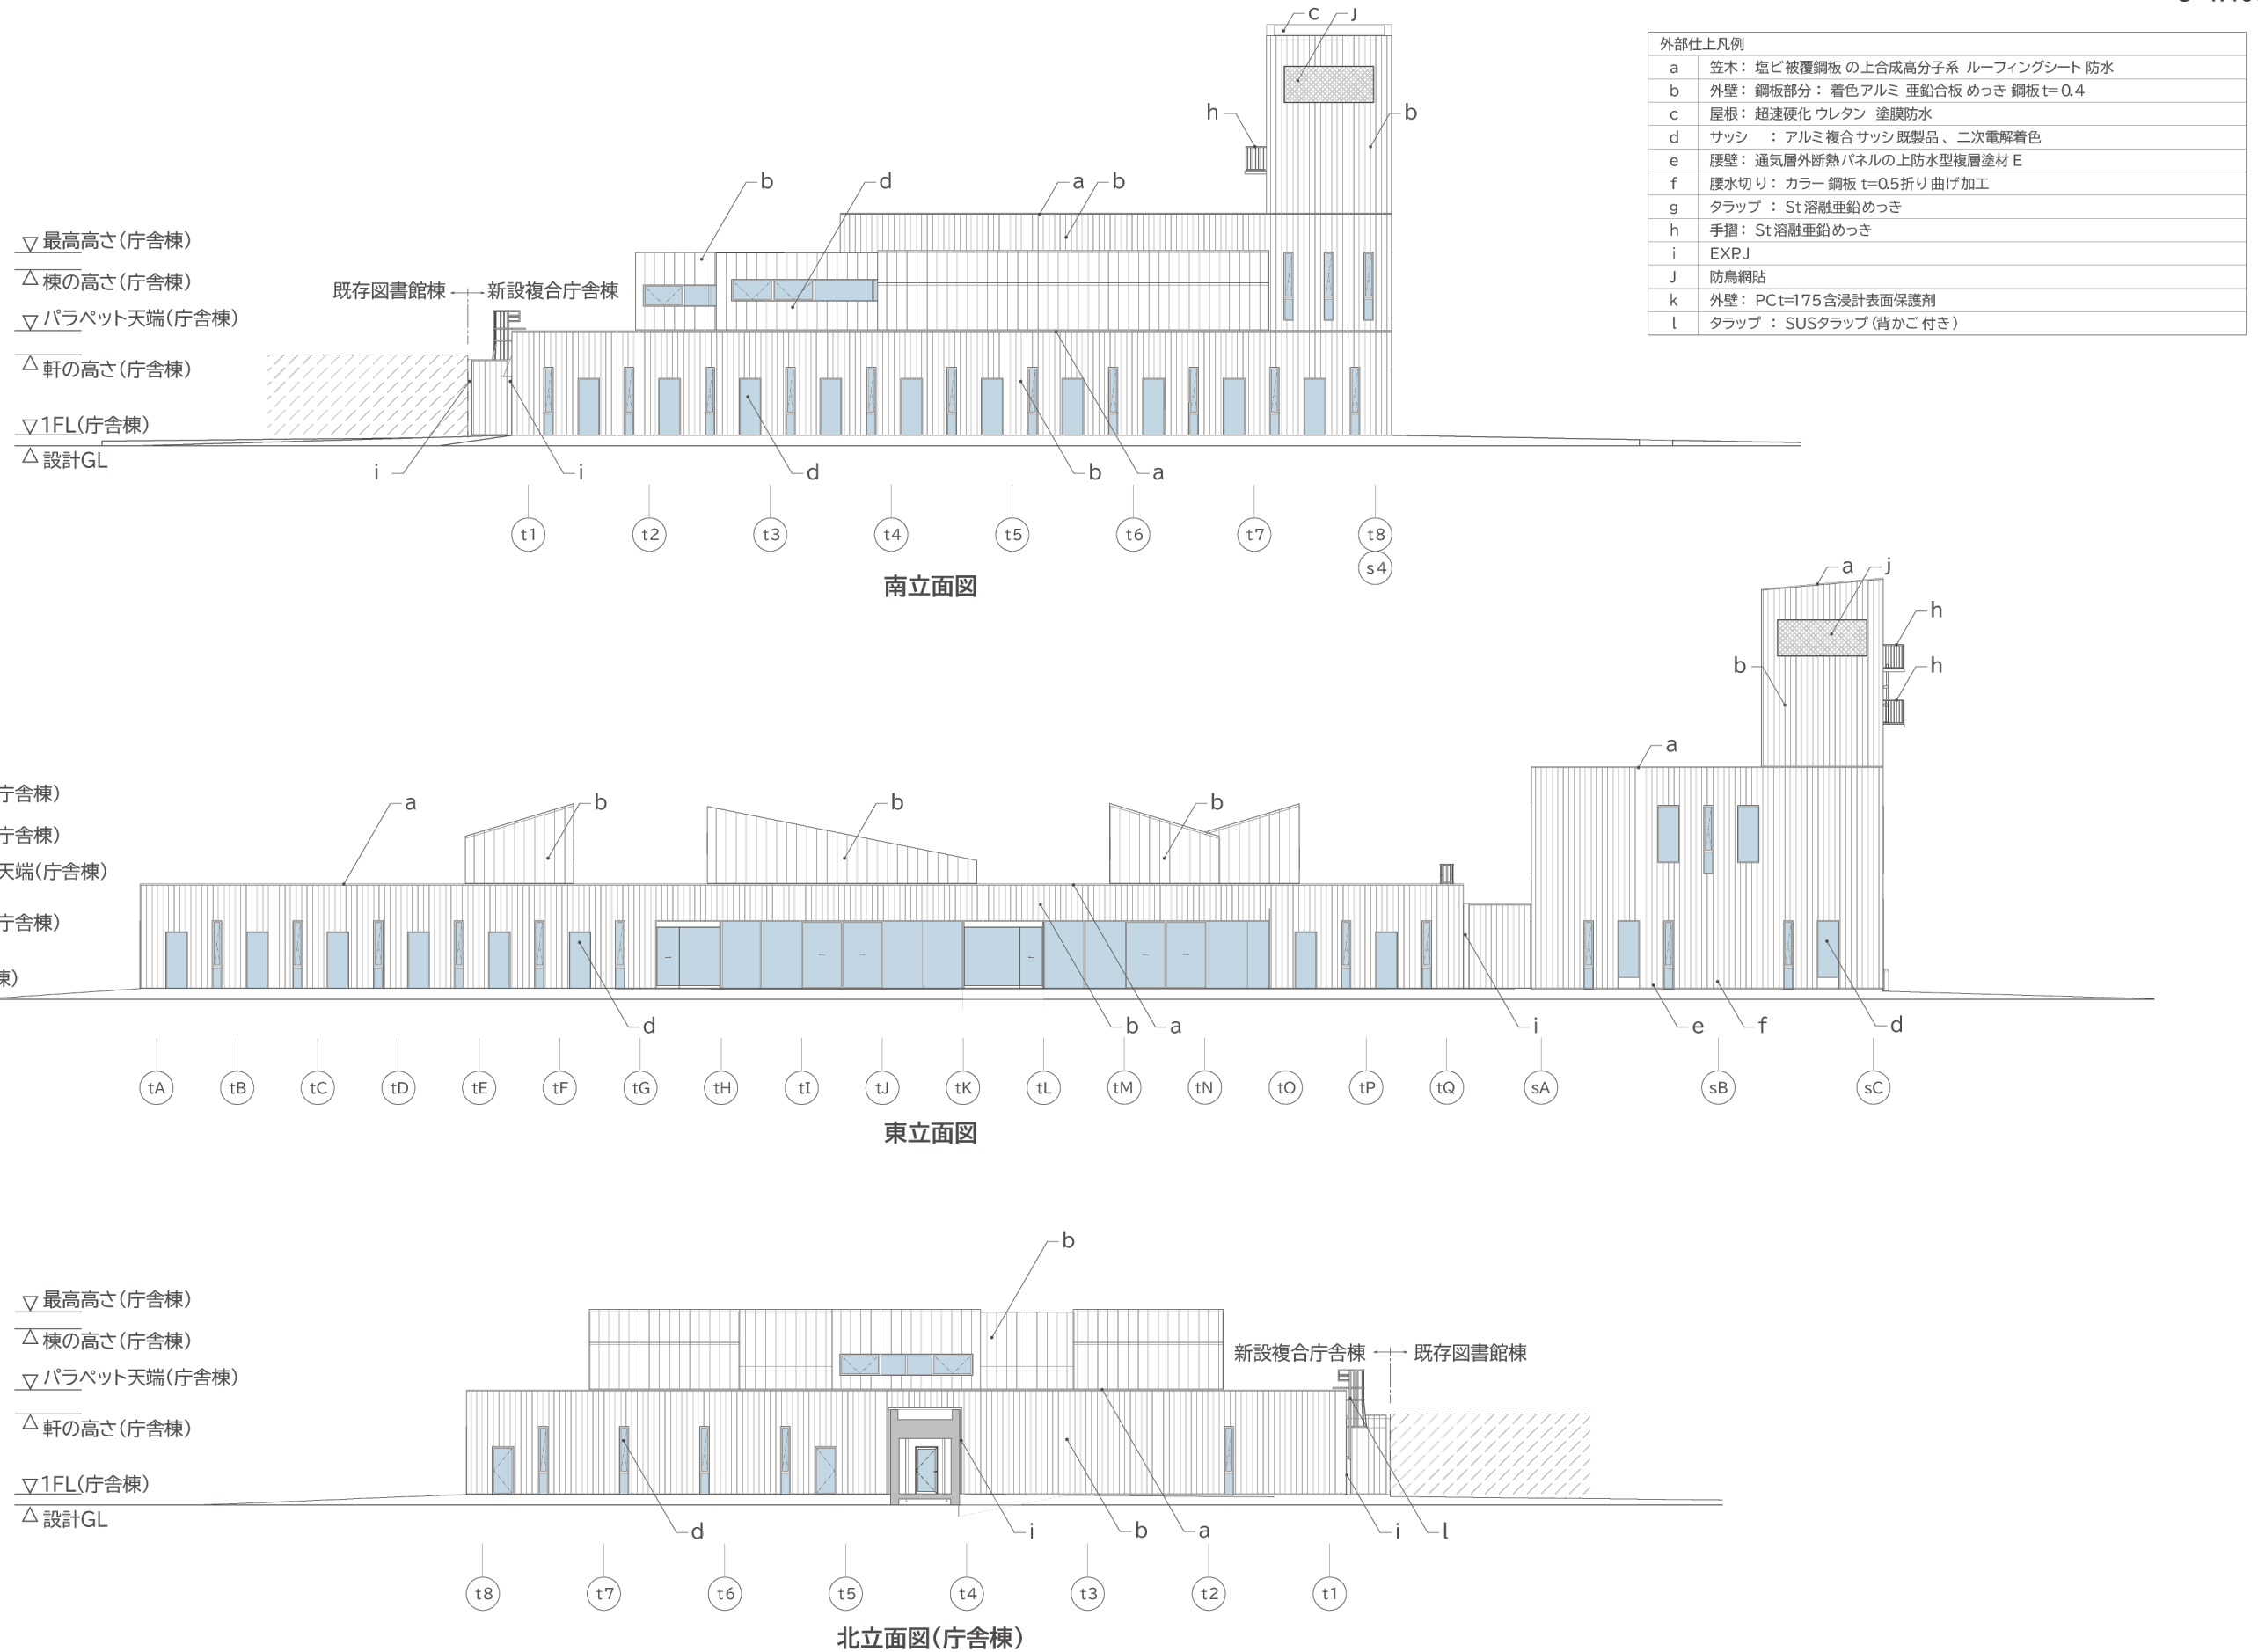 c J
外部仕上凡例
a 笠木：塩ビ被覆鋼板の上合成高分子系 ルーフィングシート防水
b 外壁：鋼板部分：着色アルミ 亜鉛合板めっき鋼板t=0.4
c 屋根：超速硬化ウレタン 塗膜防水
d サッシ ：アルミ複合サッシ既製品、二次電解着色
e 腰壁：通気層外断熱パネルの上防水型複層塗材E
f 腰水切り：カラー鋼板t=0.5折り曲げ加工
g タラップ：St溶融亜鉛めっき
h 手摺：St溶融亜鉛めっき
i EXP.J
J 防鳥網貼
k 外壁：PCt=175含浸計表面保護剤
l タラップ：SUSタラップ(背かご付き)
h b
b d a b
最高高さ(庁舎棟)
棟の高さ(庁舎棟)
既存図書館棟 新設複合庁舎棟
パラペット天端(庁舎棟)
軒の高さ(庁舎棟)
1FL(庁舎棟)
設計GL
i i d b a
t1 t2 t3 t4 t5 t6 t7 t8
s4
南立面図
a j
h
b h
a
庁舎棟)
a b b b
庁舎棟)
天端(庁舎棟)
庁舎棟)
棟)
d b a i e f d
tA tB tC tD tE tF tG tH tI tJ tK tL tM tN tO tP tQ sA sB sC
東立面図
b
最高高さ(庁舎棟)
棟の高さ(庁舎棟)
新設複合庁舎棟 既存図書館棟
パラペット天端(庁舎棟)
軒の高さ(庁舎棟)
1FL(庁舎棟)
設計GL
d i b a i l
t8 t7 t6 t5 t4 t3 t2 t1
北立面図(庁舎棟)